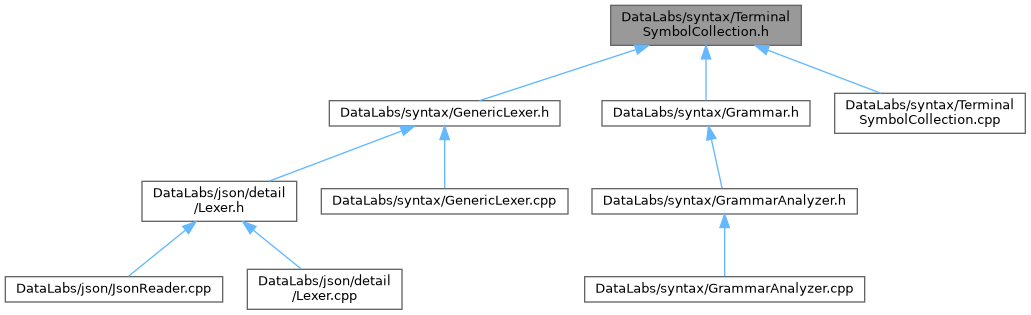 DataLabs/syntax/Terminal
SymbolCollection.h
DataLabs/syntax/GenericLexer.h
DataLabs/syntax/Grammar.h
DataLabs/syntax/Terminal
SymbolCollection.cpp
DataLabs/json/detail
/Lexer.h
DataLabs/syntax/GenericLexer.cpp
DataLabs/syntax/GrammarAnalyzer.h
DataLabs/json/JsonReader.cpp
DataLabs/json/detail
/Lexer.cpp
DataLabs/syntax/GrammarAnalyzer.cpp